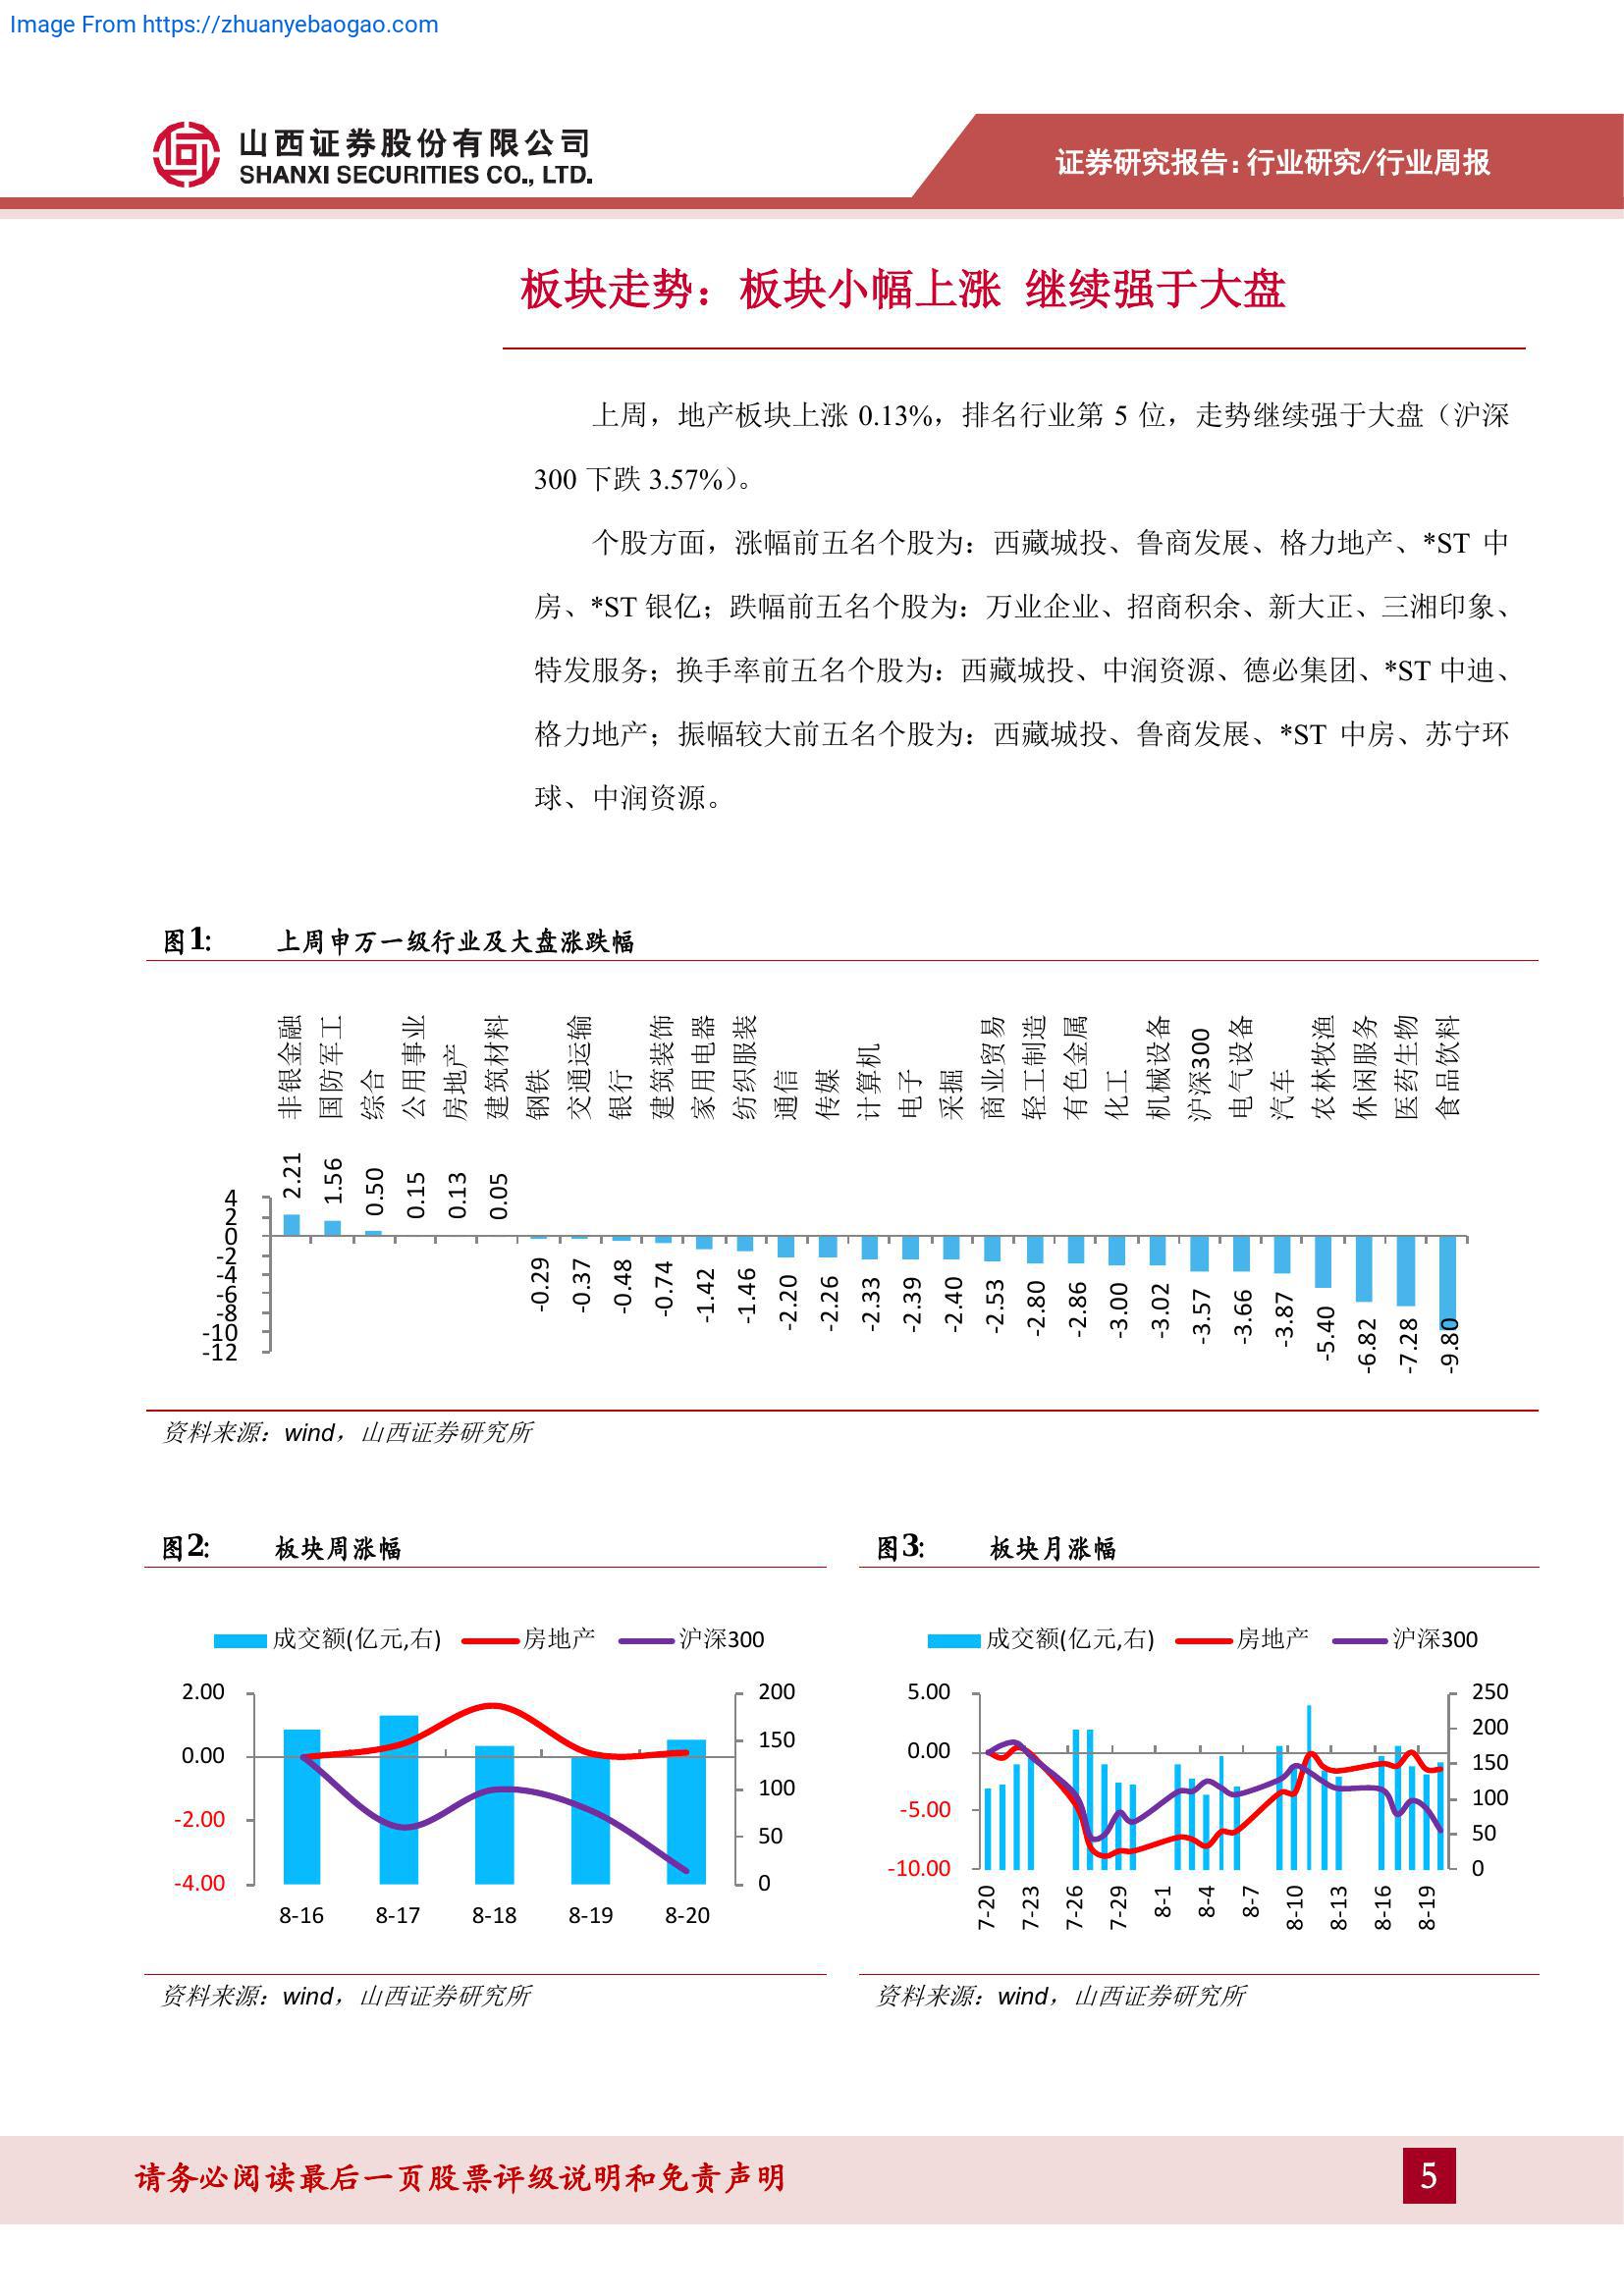 Image From https://zhuanyebaogao.com
山西证券股份有限公司
SHANXI SECURITIES CO., LTD.
证券研究报告:行业研究/行业周报
板块走势：板块小幅上涨 继续强于大盘
上周，地产板块上涨 0.13%，排名行业第 5 位，走势继续强于大盘（沪深
300 下跌 3.57%）。
个股方面，涨幅前五名个股为：西藏城投、鲁商发展、格力地产、*ST 中
房、*ST 银亿；跌幅前五名个股为：万业企业、招商积余、新大正、三湘印象、
特发服务；换手率前五名个股为：西藏城投、中润资源、德必集团、*ST 中迪、
格力地产；振幅较大前五名个股为：西藏城投、鲁商发展、*ST 中房、苏宁环
球、中润资源。
图1: 上周申万一级行业及大盘涨跌幅
非银金融 国防军工 综合 公用事业 房地产 建筑材料 钢铁 交通运输 银行 建筑装饰 家用电器 纺织服装 通信 传媒 计算机 电子 采掘 商业贸易 轻工制造 有色金属 化工 机械设备 沪深300 电气设备 汽车 农林牧渔 休闲服务 医药生物 食品饮料
2.21 1.56 0.50 0.15 0.13 0.05 -0.29 -0.37 -0.48 -0.74 -1.42 -1.46 -2.20 -2.26 -2.33 -2.39 -2.40 -2.53 -2.80 -2.86 -3.00 -3.02 -3.57 -3.66 -3.87 -5.40 -6.82 -7.28 -9.80
4
2
0
-2
-4
-6
-8
-10
-12
资料来源：wind，山西证券研究所
图2: 板块周涨幅
成交额(亿元,右) 房地产 沪深300
2.00
0.00
-2.00
-4.00
200
150
100
50
0
8-16 8-17 8-18 8-19 8-20
资料来源：wind，山西证券研究所
图3: 板块月涨幅
成交额(亿元,右) 房地产 沪深300
5.00
0.00
-5.00
-10.00
250
200
150
100
50
0
7-20 7-23 7-26 7-29 8-1 8-4 8-7 8-10 8-13 8-16 8-19
资料来源：wind，山西证券研究所
请务必阅读最后一页股票评级说明和免责声明
5